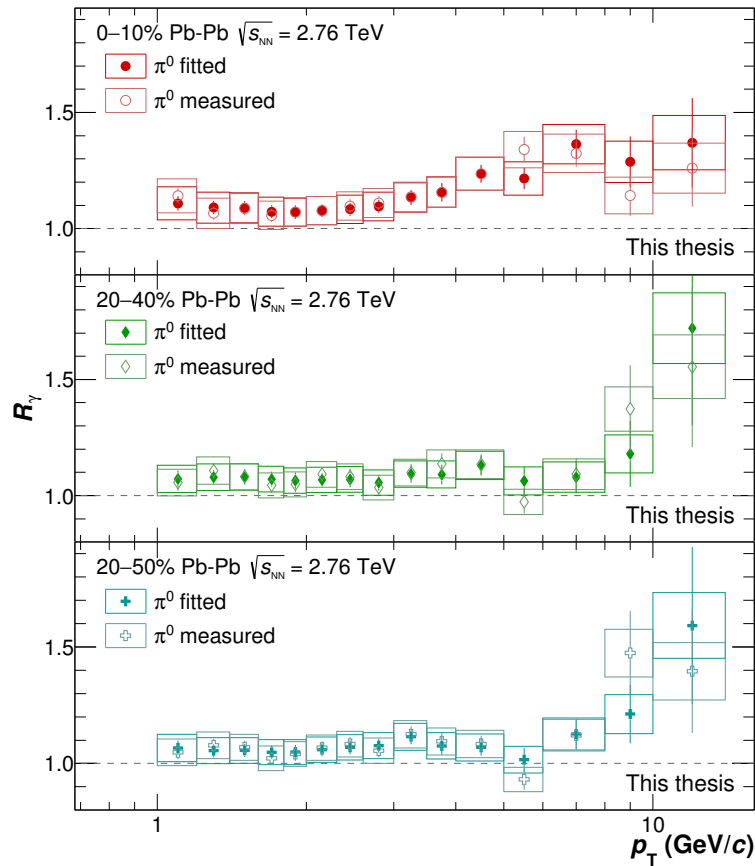 0–10% Pb-Pb √s_NN = 2.76 TeV
π⁰ fitted
π⁰ measured
1.5
1.0
This thesis
20–40% Pb-Pb √s_NN = 2.76 TeV
π⁰ fitted
π⁰ measured
1.5
R_γ
1.0
This thesis
20–50% Pb-Pb √s_NN = 2.76 TeV
π⁰ fitted
π⁰ measured
1.5
1.0
This thesis
1
10
p_T (GeV/c)